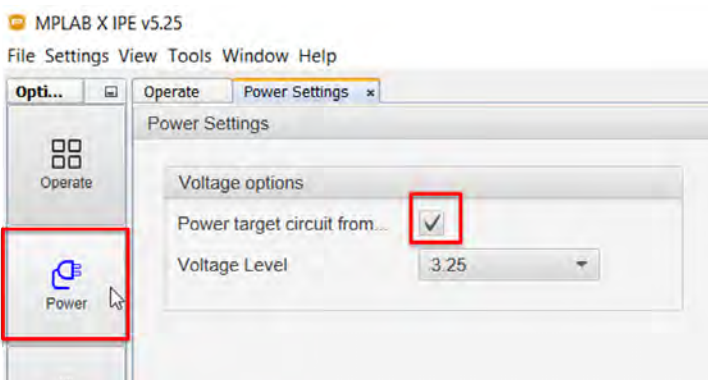 MPLAB X IPE v5.25
File Settings View Tools Window Help
Opti...
Operate
Power Settings ×
Power Settings
Operate
Voltage options
Power target circuit from...
Voltage Level
3.25
Power